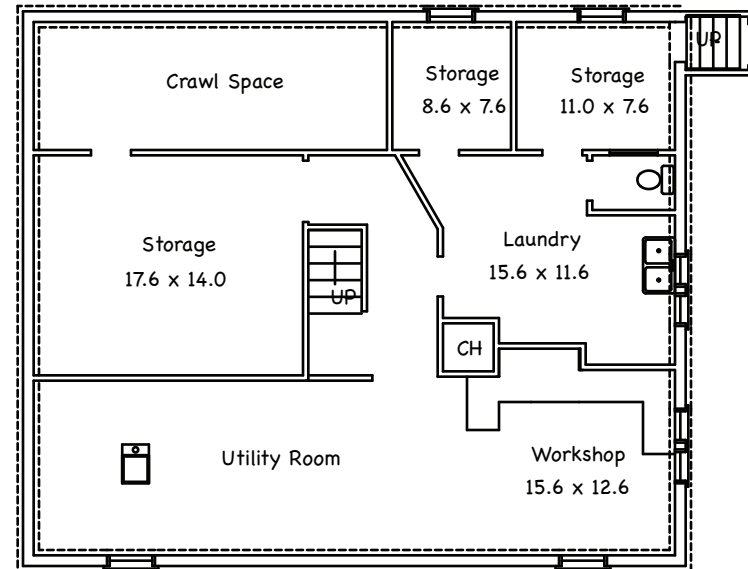 UP
Crawl Space
Storage
8.6 x 7.6
Storage
11.0 x 7.6
Storage
17.6 x 14.0
UP
Laundry
15.6 x 11.6
CH
Utility Room
Workshop
15.6 x 12.6